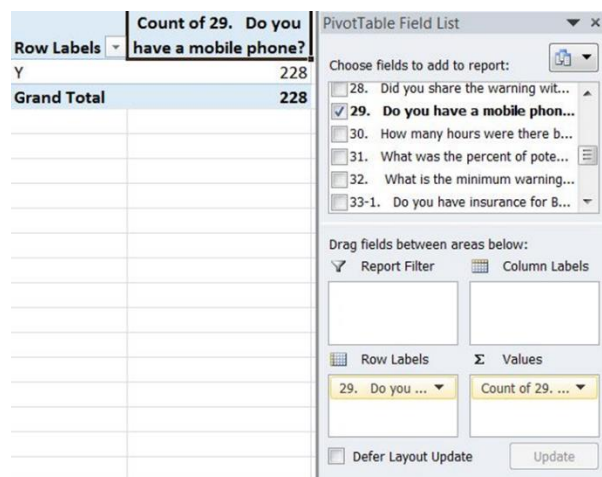 Row Labels
Count of 29.   Do you
have a mobile phone?
Y
228
Grand Total
228
PivotTable Field List
Choose fields to add to report:
28.   Did you share the warning wit...
29.   Do you have a mobile phon...
30.   How many hours were there b...
31.   What was the percent of pote...
32.    What is the minimum warning...
33-1.   Do you have insurance for B...
Drag fields between areas below:
Report Filter
Column Labels
Row Labels
Σ Values
29.   Do you ...
Count of 29. ...
Defer Layout Update
Update